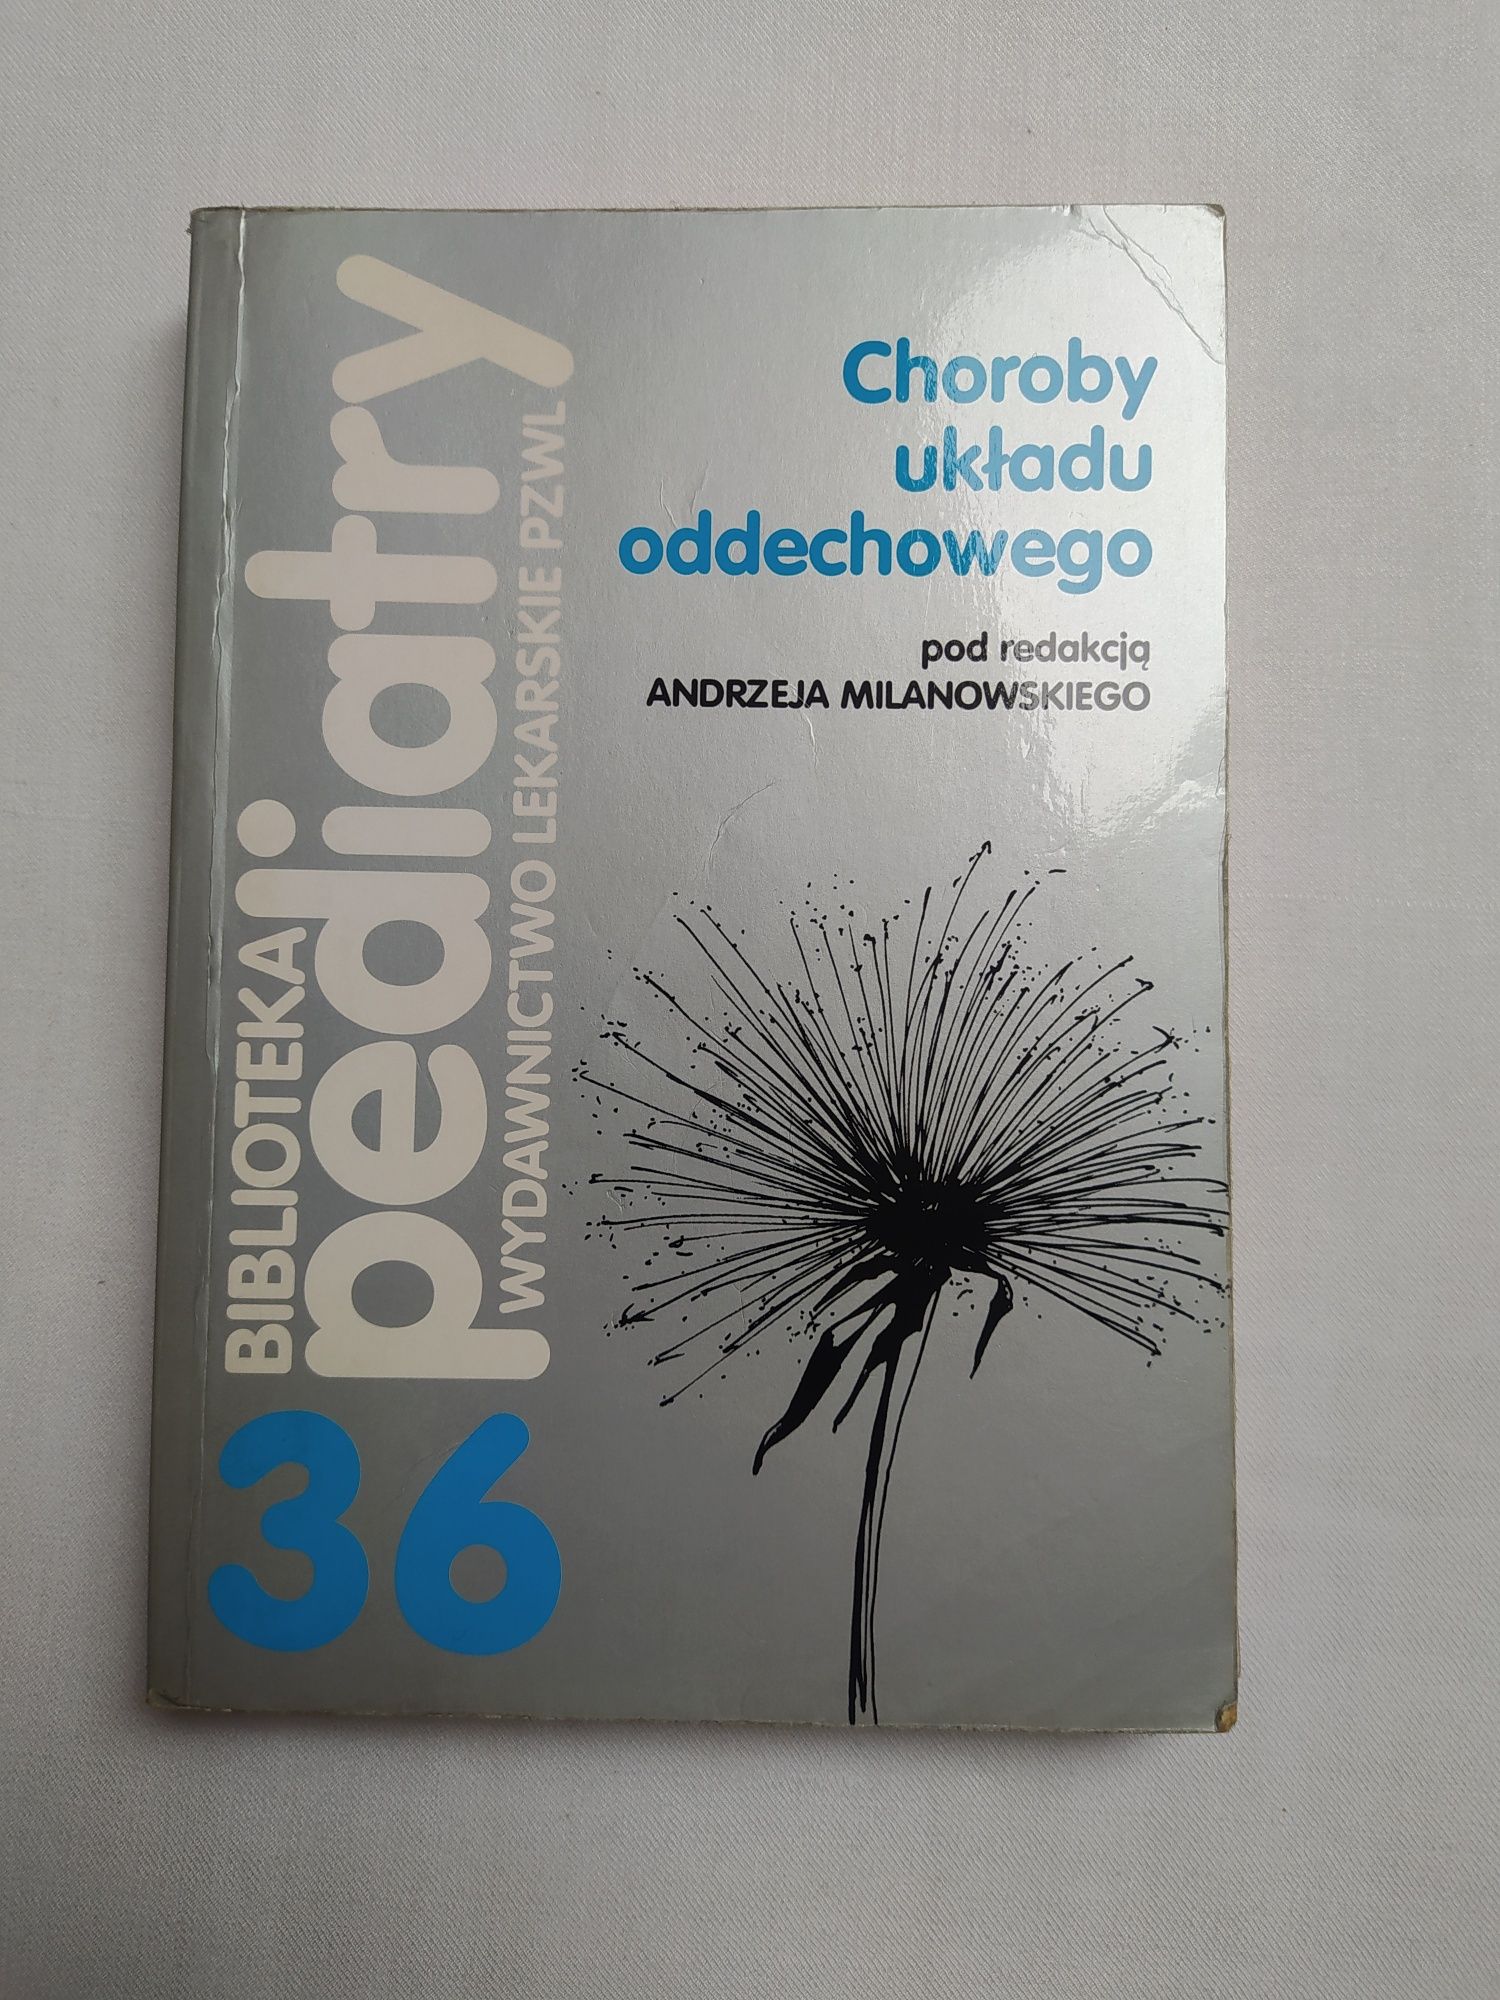 Choroby
układu
oddechowego
pod redakcją
ANDRZEJA MILANOWSKIEGO
BIBLIOTEKA
pediatry
WYDAWNICTWO LEKARSKIE PZWL
36